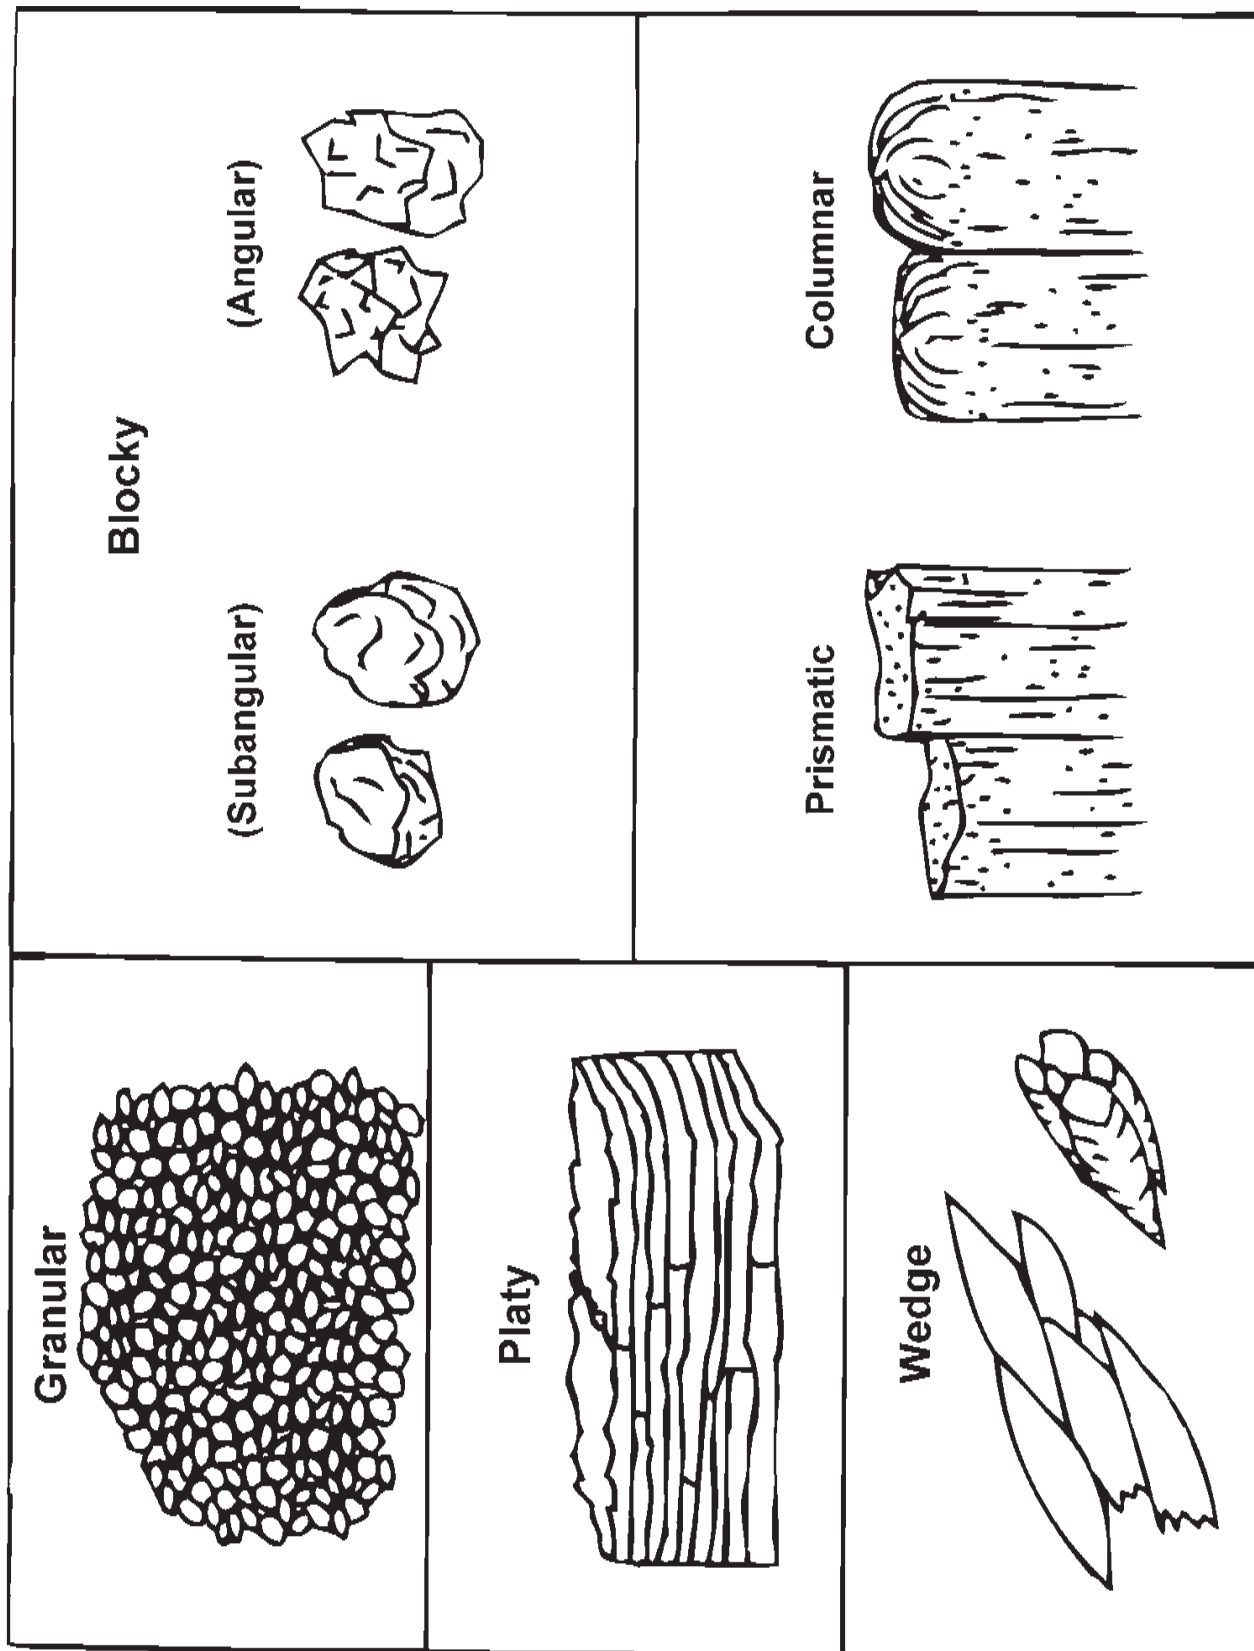 Granular
Blocky
(Subangular)
(Angular)
Platy
Wedge
Prismatic
Columnar